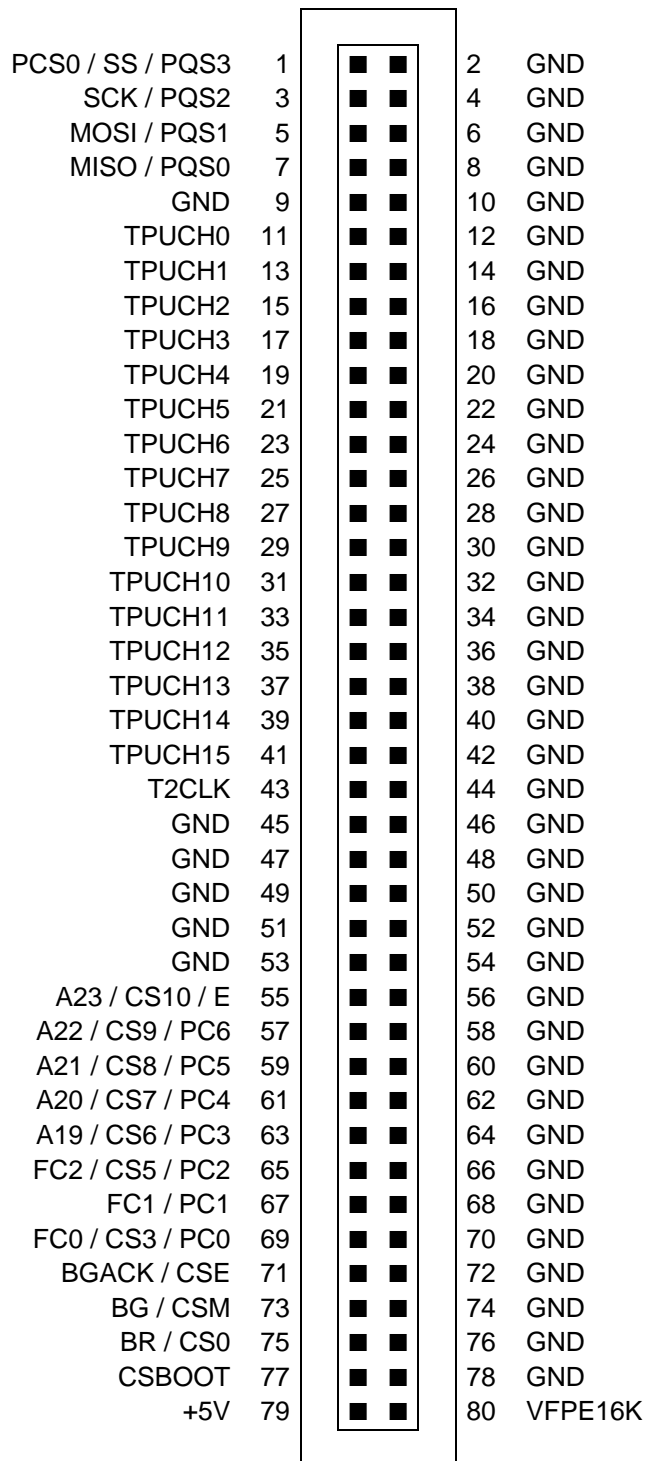 PCS0 / SS / PQS3 1 2 GND
SCK / PQS2 3 4 GND
MOSI / PQS1 5 6 GND
MISO / PQS0 7 8 GND
GND 9 10 GND
TPUCH0 11 12 GND
TPUCH1 13 14 GND
TPUCH2 15 16 GND
TPUCH3 17 18 GND
TPUCH4 19 20 GND
TPUCH5 21 22 GND
TPUCH6 23 24 GND
TPUCH7 25 26 GND
TPUCH8 27 28 GND
TPUCH9 29 30 GND
TPUCH10 31 32 GND
TPUCH11 33 34 GND
TPUCH12 35 36 GND
TPUCH13 37 38 GND
TPUCH14 39 40 GND
TPUCH15 41 42 GND
T2CLK 43 44 GND
GND 45 46 GND
GND 47 48 GND
GND 49 50 GND
GND 51 52 GND
GND 53 54 GND
A23 / CS10 / E 55 56 GND
A22 / CS9 / PC6 57 58 GND
A21 / CS8 / PC5 59 60 GND
A20 / CS7 / PC4 61 62 GND
A19 / CS6 / PC3 63 64 GND
FC2 / CS5 / PC2 65 66 GND
FC1 / PC1 67 68 GND
FC0 / CS3 / PC0 69 70 GND
BGACK / CSE 71 72 GND
BG / CSM 73 74 GND
BR / CS0 75 76 GND
CSBOOT 77 78 GND
+5V 79 80 VFPE16K